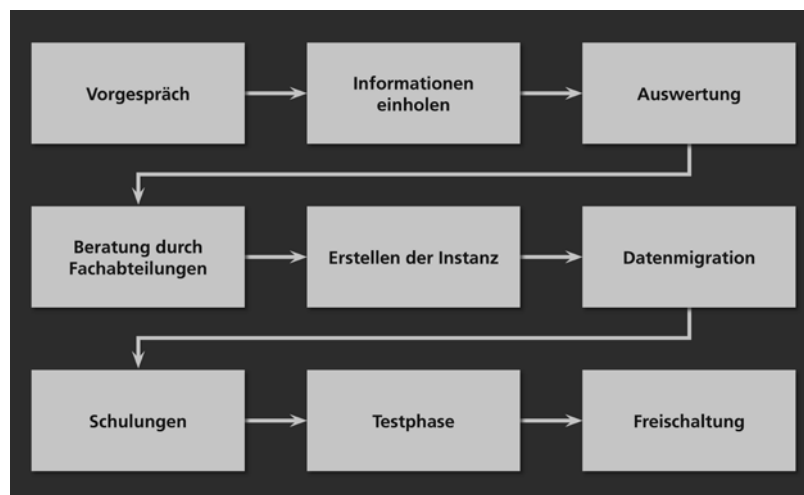 Vorgespräch
Informationen
einholen
Auswertung
Beratung durch
Fachabteilungen
Erstellen der Instanz
Datenmigration
Schulungen
Testphase
Freischaltung